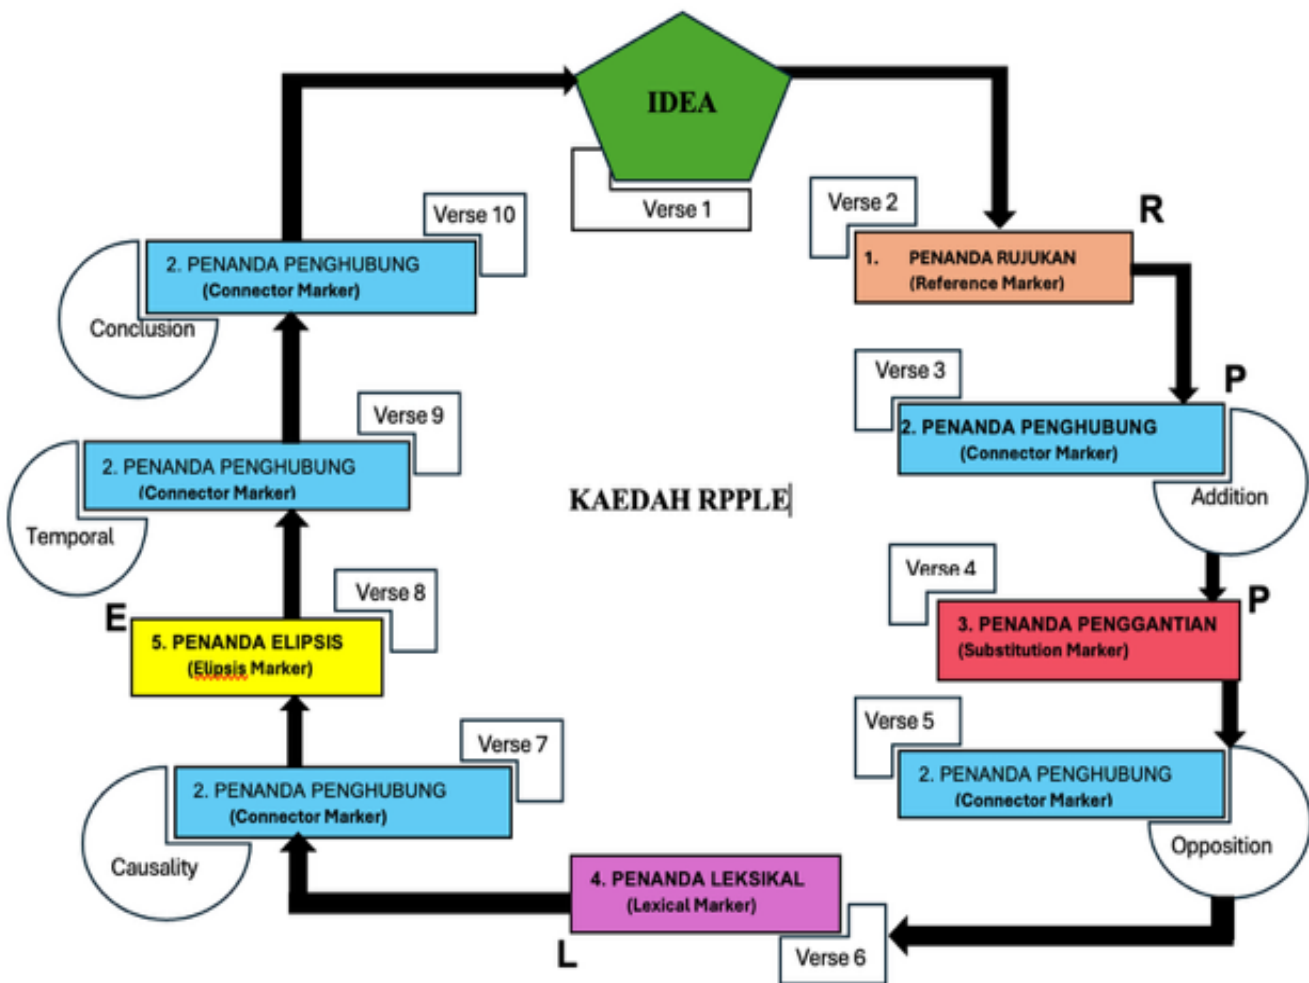 IDEA
Verse 1
Verse 2
R
1. PENANDA RUJUKAN
(Reference Marker)
Verse 3
P
2. PENANDA PENGHUBUNG
(Connector Marker)
Addition
Verse 4
P
3. PENANDA PENGGANTIAN
(Substitution Marker)
Verse 5
2. PENANDA PENGHUBUNG
(Connector Marker)
Opposition
Verse 6
4. PENANDA LEKSIKAL
(Lexical Marker)
L
Verse 7
2. PENANDA PENGHUBUNG
(Connector Marker)
Causality
Verse 8
E
5. PENANDA ELIPSIS
(Elipsis Marker)
Verse 9
2. PENANDA PENGHUBUNG
(Connector Marker)
Temporal
Verse 10
2. PENANDA PENGHUBUNG
(Connector Marker)
Conclusion
KAEDAH RPPLE